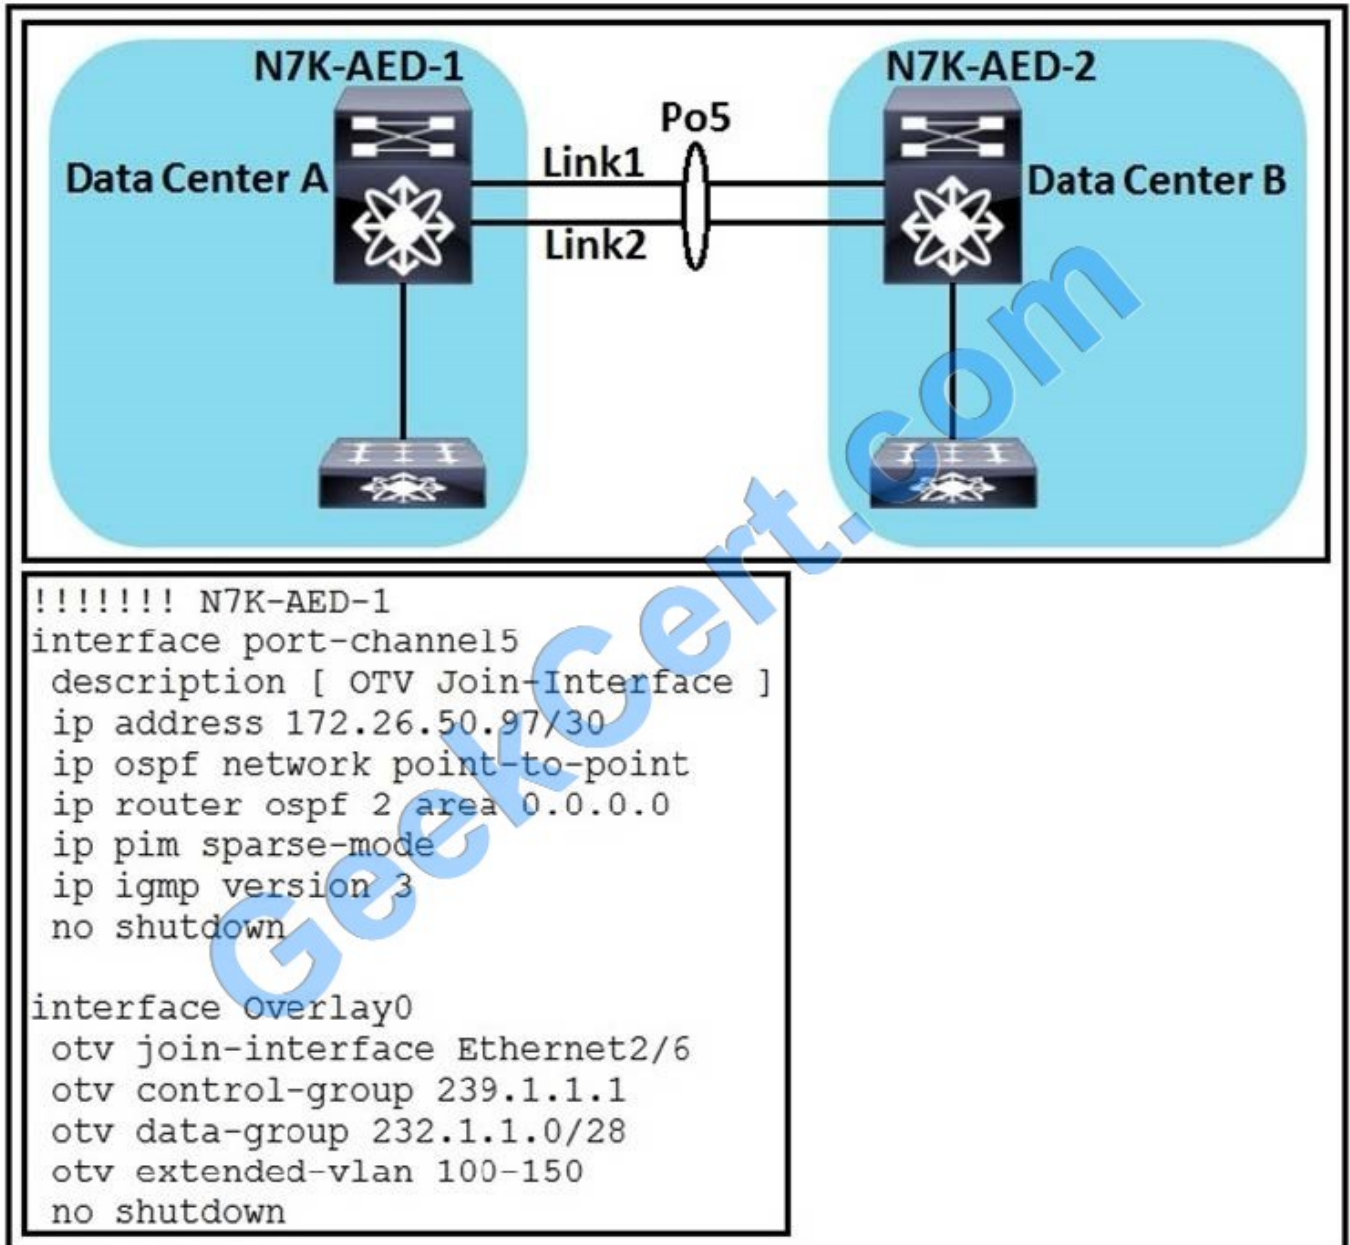 N7K-AED-1
N7K-AED-2
Po5
Data Center A
Link1
Data Center B
Link2
!!!!!!! N7K-AED-1
interface port-channel5
description [ OTV Join-Interface ]
ip address 172.26.50.97/30
ip ospf network point-to-point
ip router ospf 2 area 0.0.0.0
ip pim sparse-mode
ip igmp version 3
no shutdown
interface Overlay0
otv join-interface Ethernet2/6
otv control-group 239.1.1.1
otv data-group 232.1.1.0/28
otv extended-vlan 100-150
no shutdown
GeekCert.com